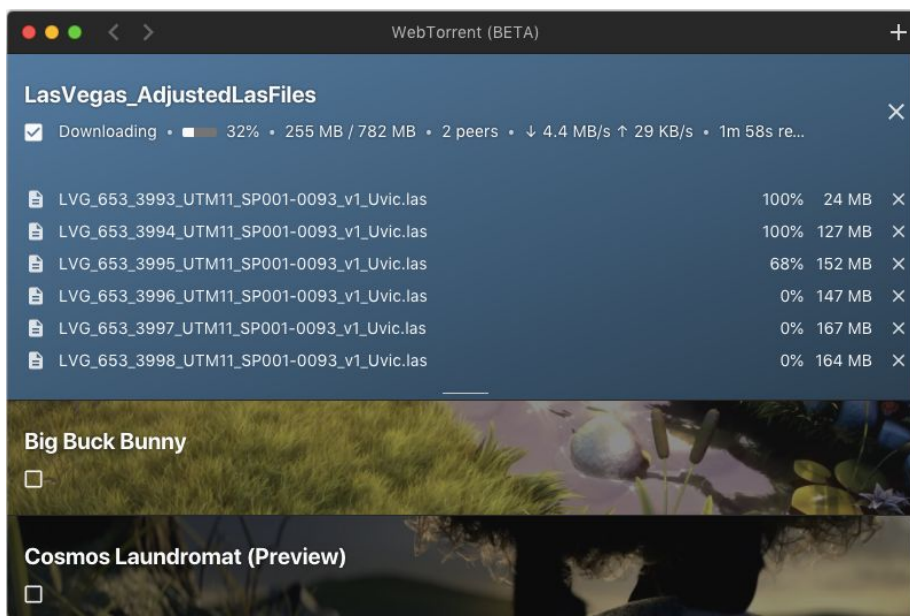 WebTorrent (BETA)
LasVegas_AdjustedLasFiles
Downloading • 32% • 255 MB / 782 MB • 2 peers • ↓ 4.4 MB/s ↑ 29 KB/s • 1m 58s re...
LVG_653_3993_UTM11_SP001-0093_v1_Uvic.las 100% 24 MB
LVG_653_3994_UTM11_SP001-0093_v1_Uvic.las 100% 127 MB
LVG_653_3995_UTM11_SP001-0093_v1_Uvic.las 68% 152 MB
LVG_653_3996_UTM11_SP001-0093_v1_Uvic.las 0% 147 MB
LVG_653_3997_UTM11_SP001-0093_v1_Uvic.las 0% 167 MB
LVG_653_3998_UTM11_SP001-0093_v1_Uvic.las 0% 164 MB
Big Buck Bunny
Cosmos Laundromat (Preview)